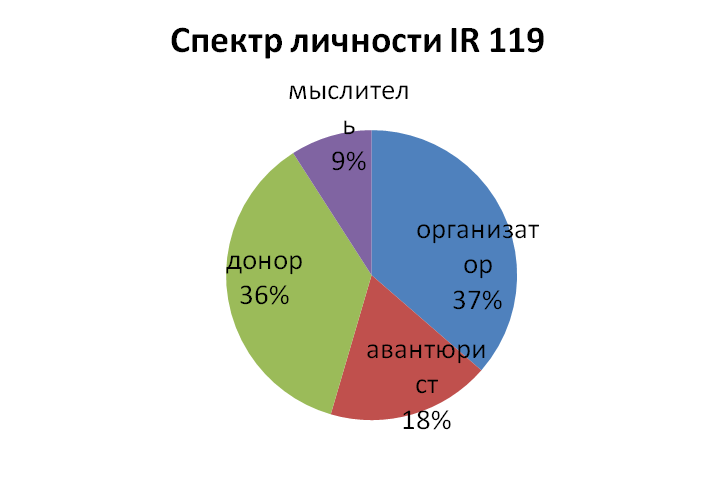 Спектр личности IR 119
мыслител
ь
9%
организат
ор
37%
донор
36%
авантюри
ст
18%